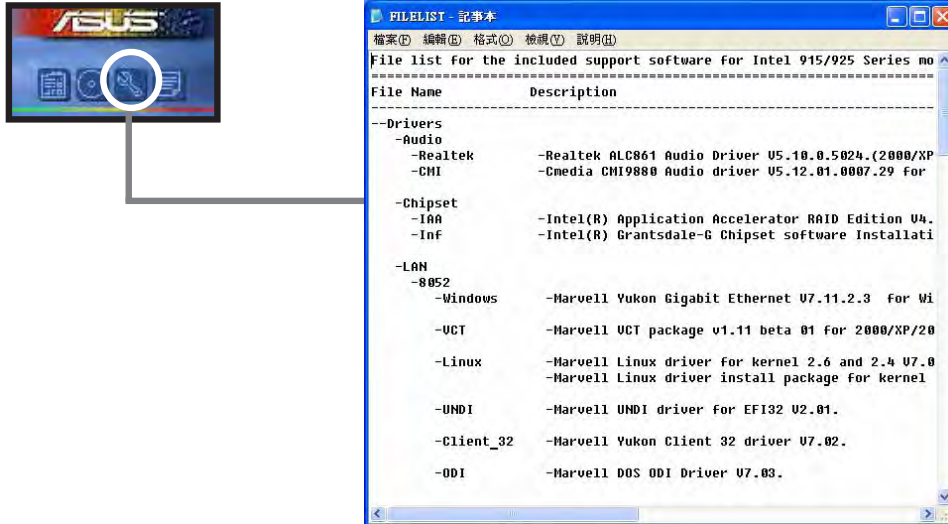 ASUS
FILELIST - 記事本
檔案(F) 編輯(E) 格式(O) 檢視(V) 說明(H)
File list for the included support software for Intel 915/925 Series mo
File Name Description
--Drivers
-Audio
-Realtek -Realtek ALC861 Audio Driver V5.10.0.5024.(2000/XP
-CMI -Cmedia CMI9880 Audio driver V5.12.01.0007.29 for
-Chipset
-IAA -Intel(R) Application Accelerator RAID Edition V4.
-Inf -Intel(R) Grantsdale-G Chipset software Installati
-LAN
-8052
-Windows -Marvell Yukon Gigabit Ethernet V7.11.2.3 for Wi
-VCT -Marvell VCT package v1.11 beta 01 for 2000/XP/20
-Linux -Marvell Linux driver for kernel 2.6 and 2.4 V7.0
-Marvell Linux driver install package for kernel
-UNDI -Marvell UNDI driver for EFI32 V2.01.
-Client_32 -Marvell Yukon Client 32 driver V7.02.
-ODI -Marvell DOS ODI Driver V7.03.